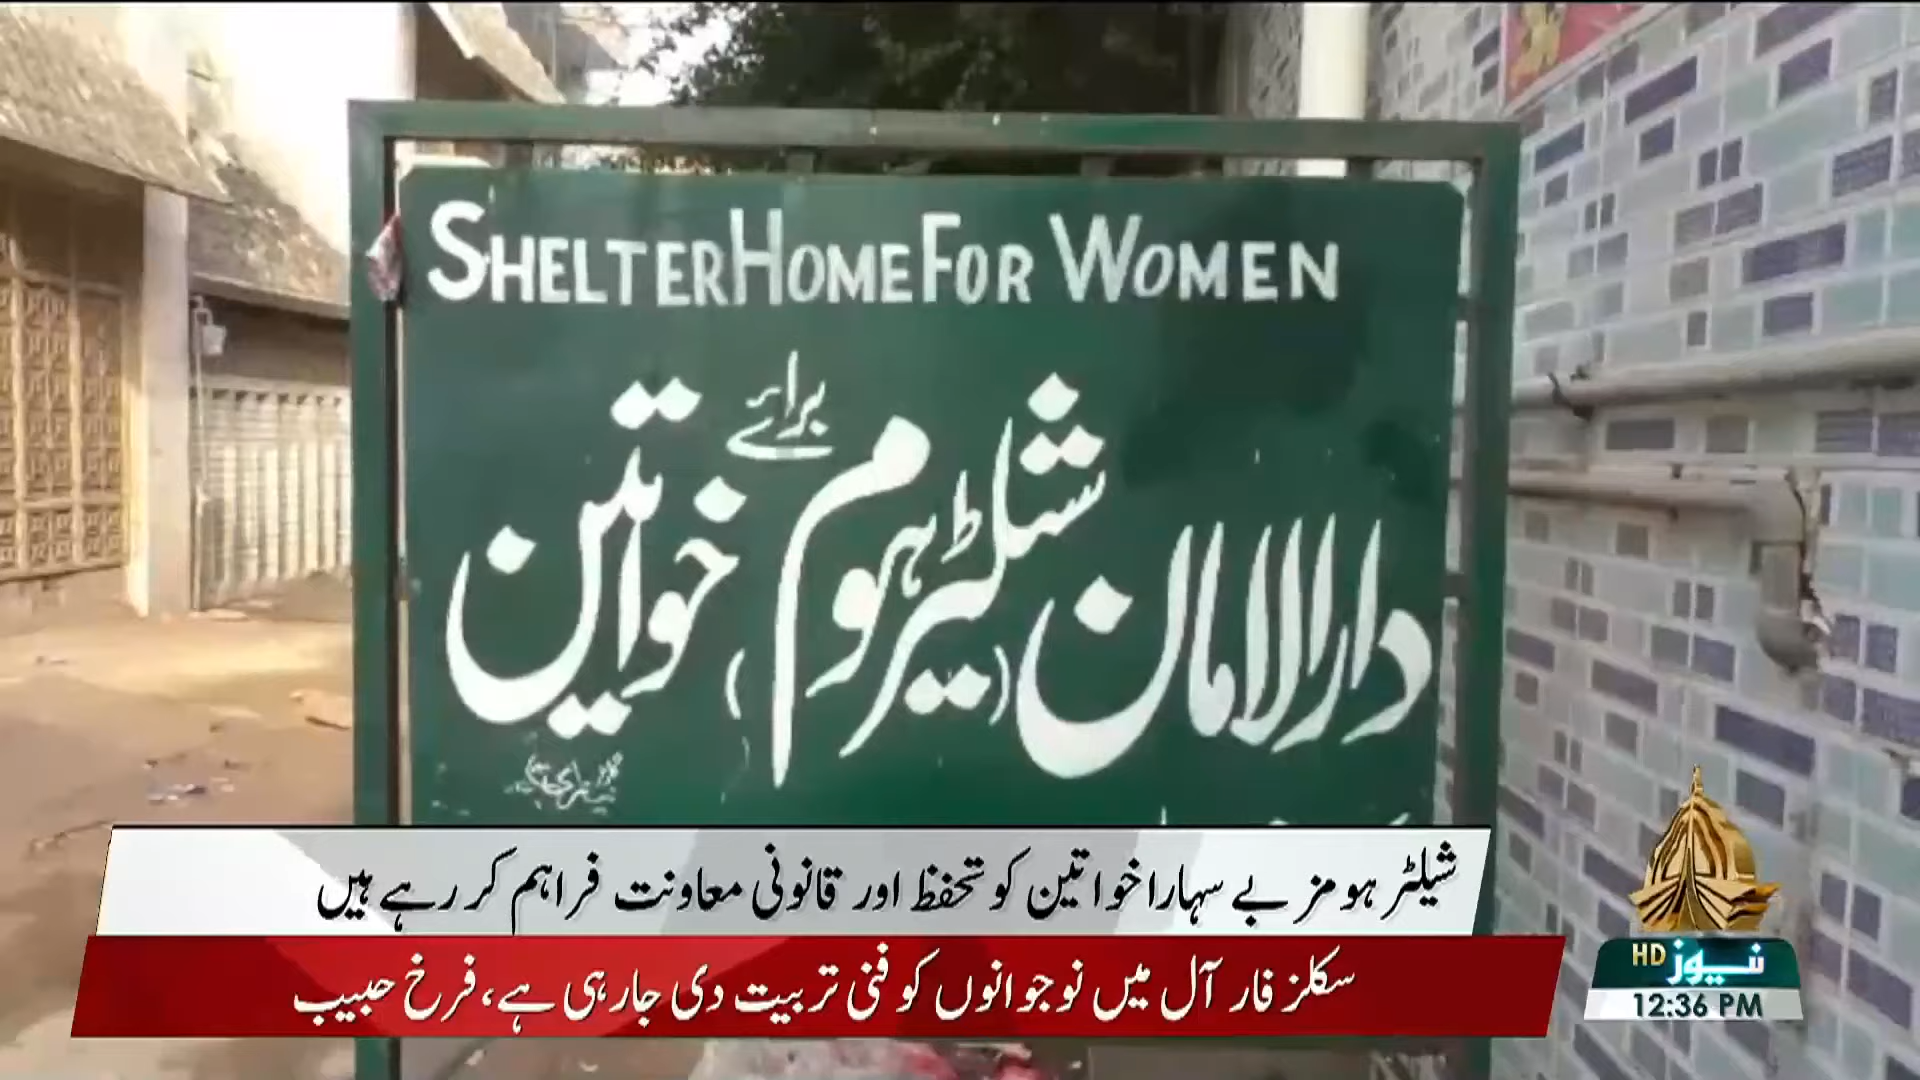 SHELTER HOME FOR WOMEN
دارالامان (شیلٹر ہوم) برائے خواتین
شیلٹر ہومز بے سہارا خواتین کو تحفظ اور قانونی معاونت فراہم کر رہے ہیں
سکلز فار آل میں نوجوانوں کو فنی تربیت دی جارہی ہے، فرخ حبیب
نیوز HD
12:36 PM